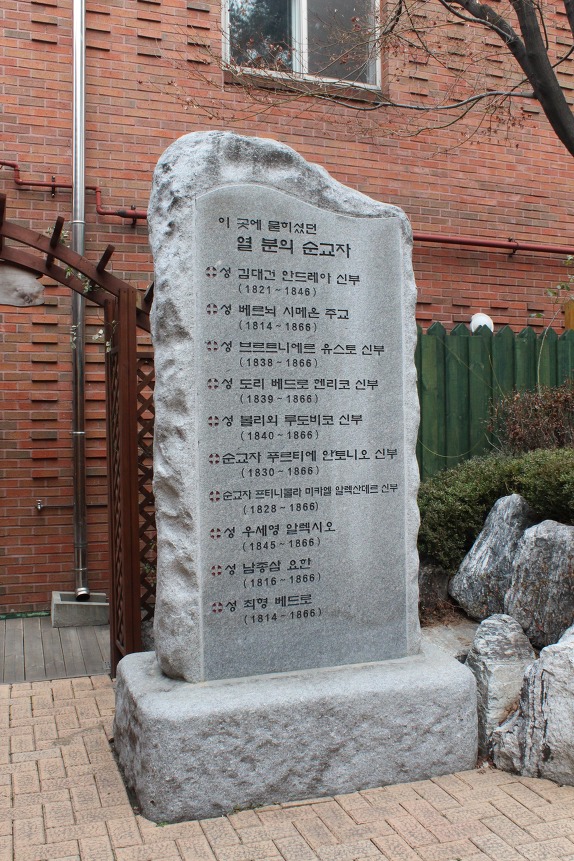 이 곳에 묻히셨던
열 분의 순교자
성 김대건 안드레아 신부
(1821~1846)
성 베르뇌 시메온 주교
(1814~1866)
성 브르트니에르 유스토 신부
(1838~1866)
성 도리 베드로 헨리코 신부
(1839~1866)
성 볼리외 루도비코 신부
(1840~1866)
순교자 푸르티에 안토니오 신부
(1830~1866)
순교자 프티니콜라 미카엘 알렉산데르 신부
(1828~1866)
성 우세영 알렉시오
(1845~1866)
성 남종삼 요한
(1816~1866)
성 최형 베드로
(1814~1866)